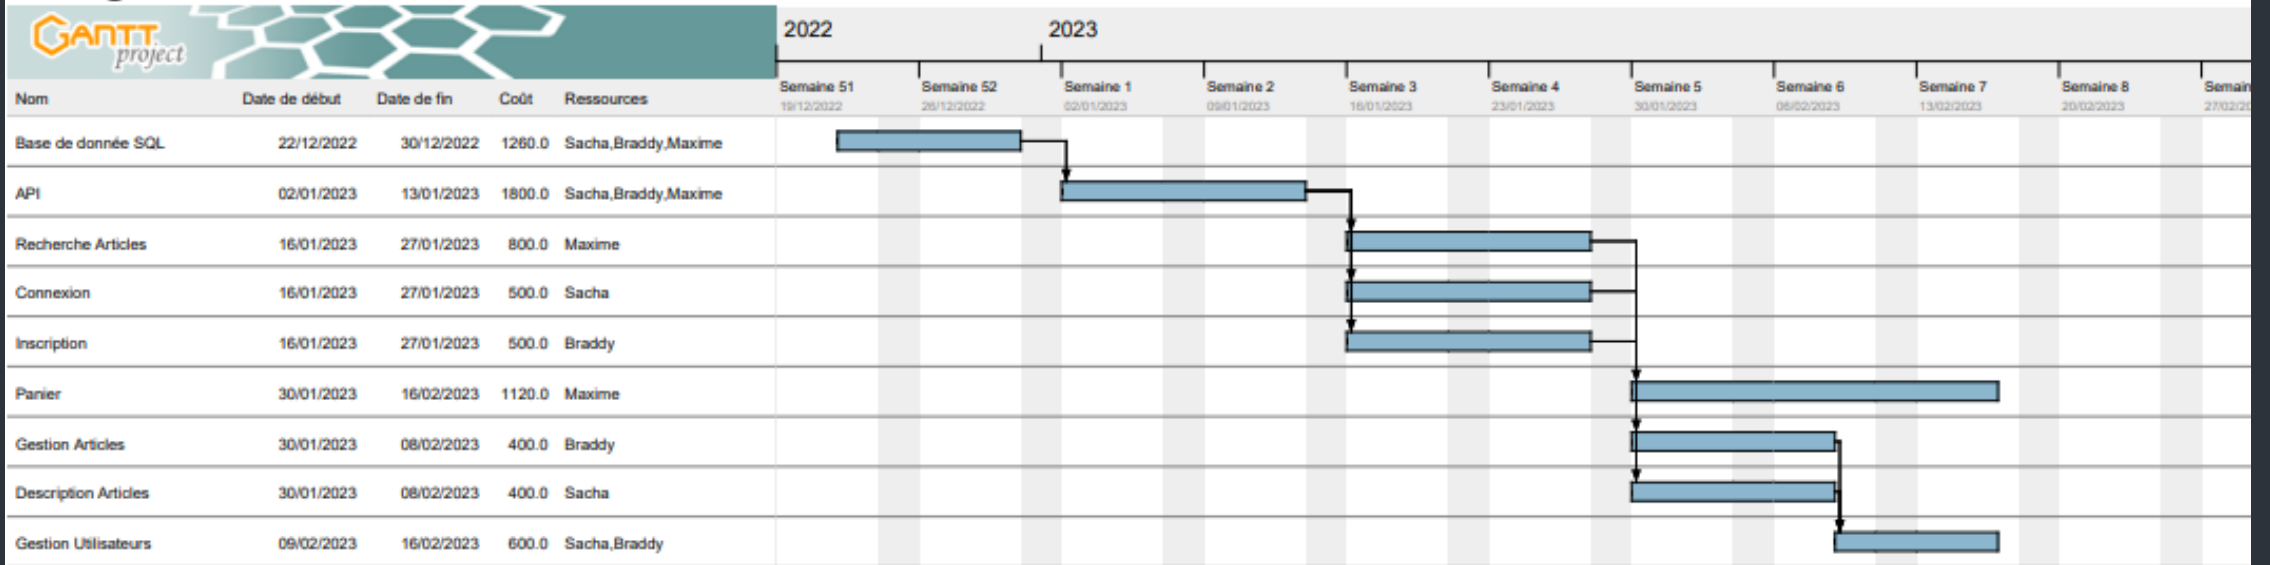 GANTT project
2022 2023
Semaine 51 Semaine 52 Semaine 1 Semaine 2 Semaine 3 Semaine 4 Semaine 5 Semaine 6 Semaine 7 Semaine 8 Semain
Nom Date de début Date de fin Coût Ressources 19/12/2022 26/12/2022 02/01/2023 09/01/2023 16/01/2023 23/01/2023 30/01/2023 06/02/2023 13/02/2023 20/02/2023 27/02/20
Base de donnée SQL 22/12/2022 30/12/2022 1260.0 Sacha,Braddy,Maxime
API 02/01/2023 13/01/2023 1800.0 Sacha,Braddy,Maxime
Recherche Articles 16/01/2023 27/01/2023 800.0 Maxime
Connexion 16/01/2023 27/01/2023 500.0 Sacha
Inscription 16/01/2023 27/01/2023 500.0 Braddy
Panier 30/01/2023 16/02/2023 1120.0 Maxime
Gestion Articles 30/01/2023 08/02/2023 400.0 Braddy
Description Articles 30/01/2023 08/02/2023 400.0 Sacha
Gestion Utilisateurs 09/02/2023 16/02/2023 600.0 Sacha,Braddy